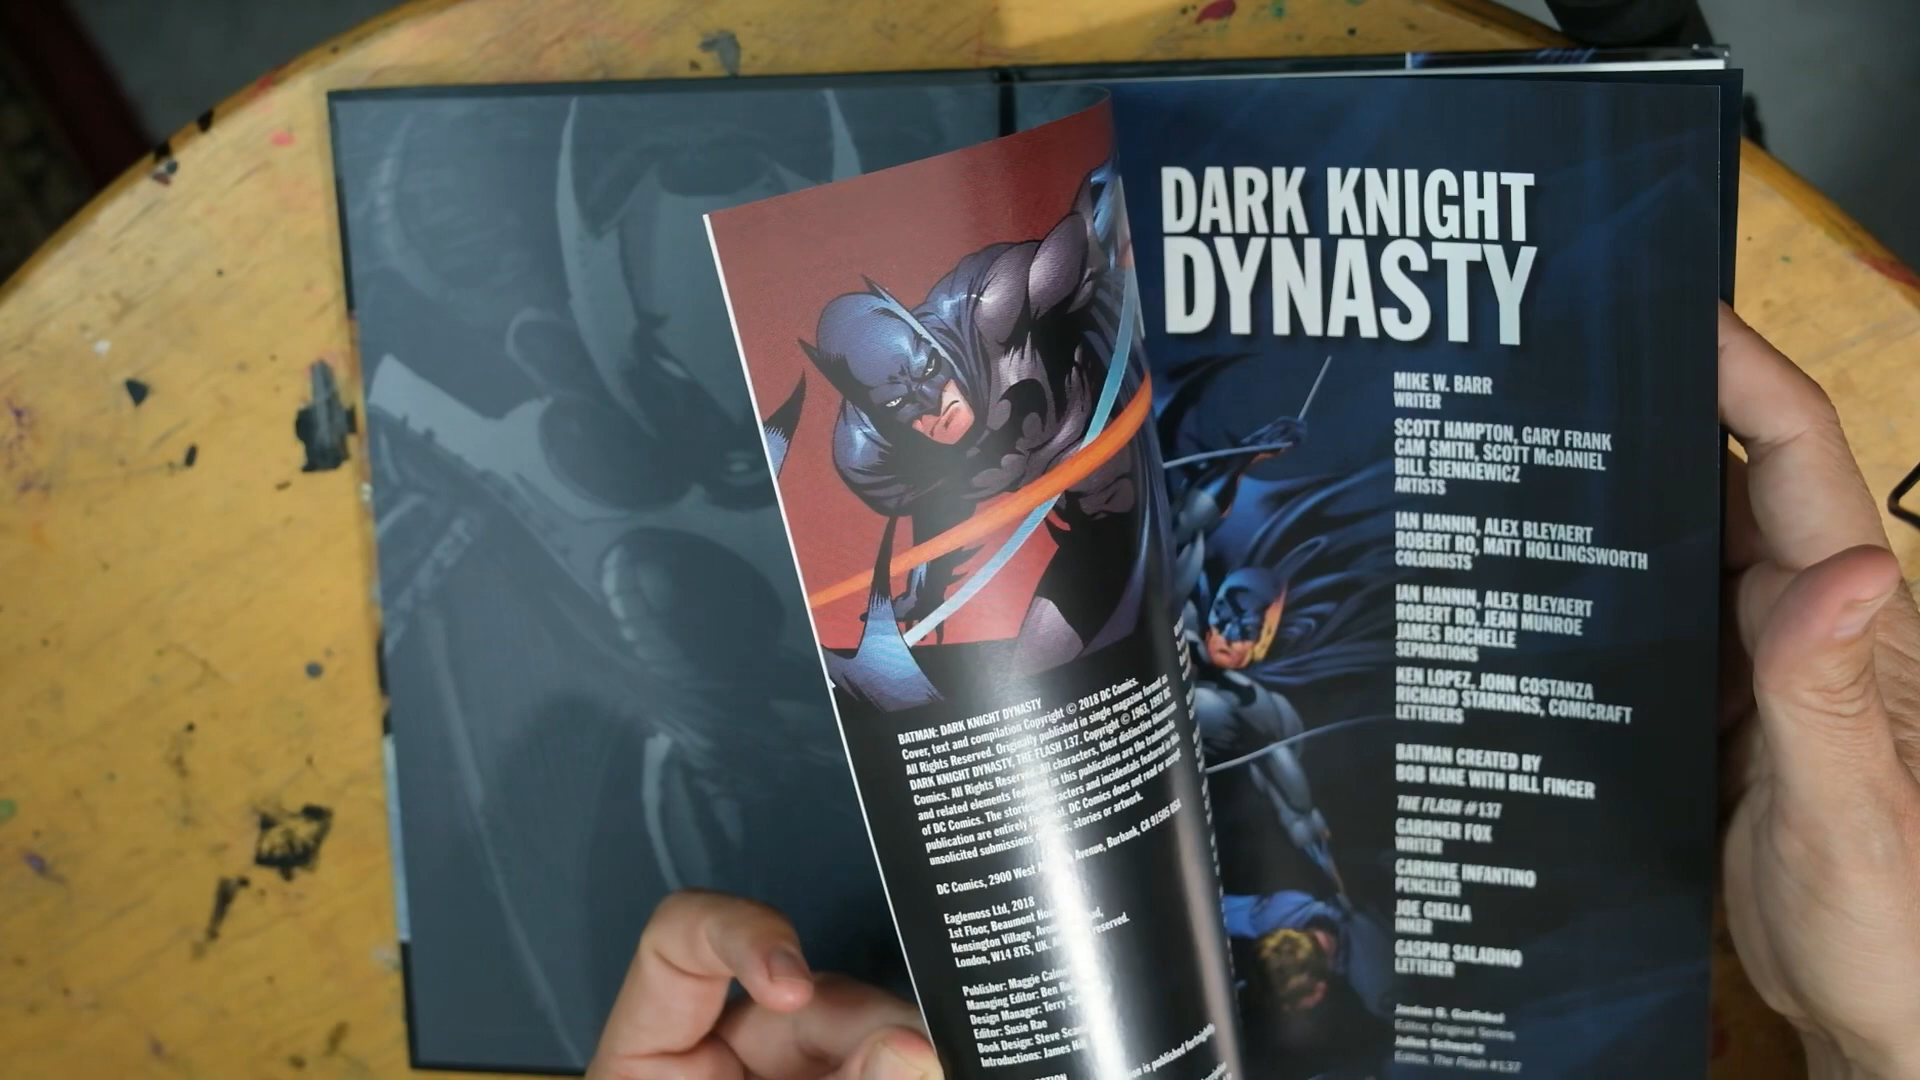 BATMAN: DARK KNIGHT DYNASTY
Cover, text and compilation Copyright © 2018 DC Comics.
All Rights Reserved. Originally published in single magazine format as
DARK KNIGHT DYNASTY, THE FLASH 137. Copyright © 1963, 1997 DC
Comics. All Rights Reserved. All characters, their distinctive likenesses
and related elements featured in this publication are the trademarks
of DC Comics. The stories, characters and incidents featured in this
publication are entirely fictional. DC Comics does not read or accept
unsolicited submissions of ideas, stories or artwork.
DC Comics, 2900 West Avenue, Burbank, CA 91505 USA
Eaglemoss Ltd, 2018
1st Floor, Beaumont
Kensington Village,
London, W14 8TS, UK. reserved.
Publisher: Maggie
Managing Editor: Ben
Design Manager: Terry
Editor: Susie Rae
Book Design: Steve
Introductions: James
is published fortnightly
DARK KNIGHT
DYNASTY
MIKE W. BARR
WRITER
SCOTT HAMPTON, GARY FRANK
CAM SMITH, SCOTT McDANIEL
BILL SIENKIEWICZ
ARTISTS
IAN HANNIN, ALEX BLEYAERT
ROBERT RO, MATT HOLLINGSWORTH
COLOURISTS
IAN HANNIN, ALEX BLEYAERT
ROBERT RO, JEAN MUNROE
JAMES ROCHELLE
SEPARATIONS
KEN LOPEZ, JOHN COSTANZA
RICHARD STARKINGS, COMICRAFT
LETTERERS
BATMAN CREATED BY
BOB KANE WITH BILL FINGER
THE FLASH #137
GARDNER FOX
WRITER
CARMINE INFANTINO
PENCILLER
JOE GIELLA
INKER
GASPAR SALADINO
LETTERER
Jordan B. Gorfinkel
Editor, Original Series
Julius Schwartz
Editor, The Flash #137